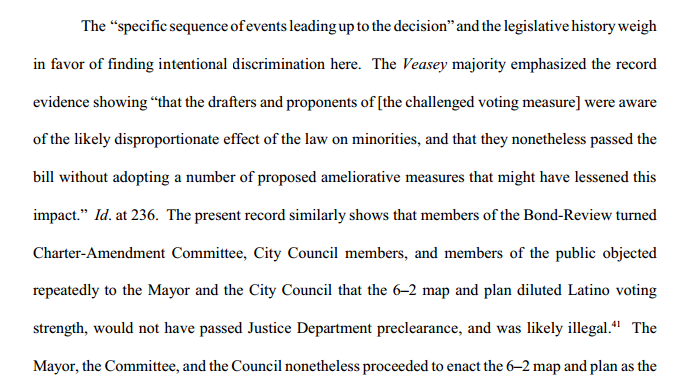 The “specific sequence of events leading up to the decision” and the legislative history weigh
in favor of finding intentional discrimination here. The Veasey majority emphasized the record
evidence showing “that the drafters and proponents of [the challenged voting measure] were aware
of the likely disproportionate effect of the law on minorities, and that they nonetheless passed the
bill without adopting a number of proposed ameliorative measures that might have lessened this
impact.” Id. at 236. The present record similarly shows that members of the Bond-Review turned
Charter-Amendment Committee, City Council members, and members of the public objected
repeatedly to the Mayor and the City Council that the 6–2 map and plan diluted Latino voting
strength, would not have passed Justice Department preclearance, and was likely illegal.41 The
Mayor, the Committee, and the Council nonetheless proceeded to enact the 6–2 map and plan as the